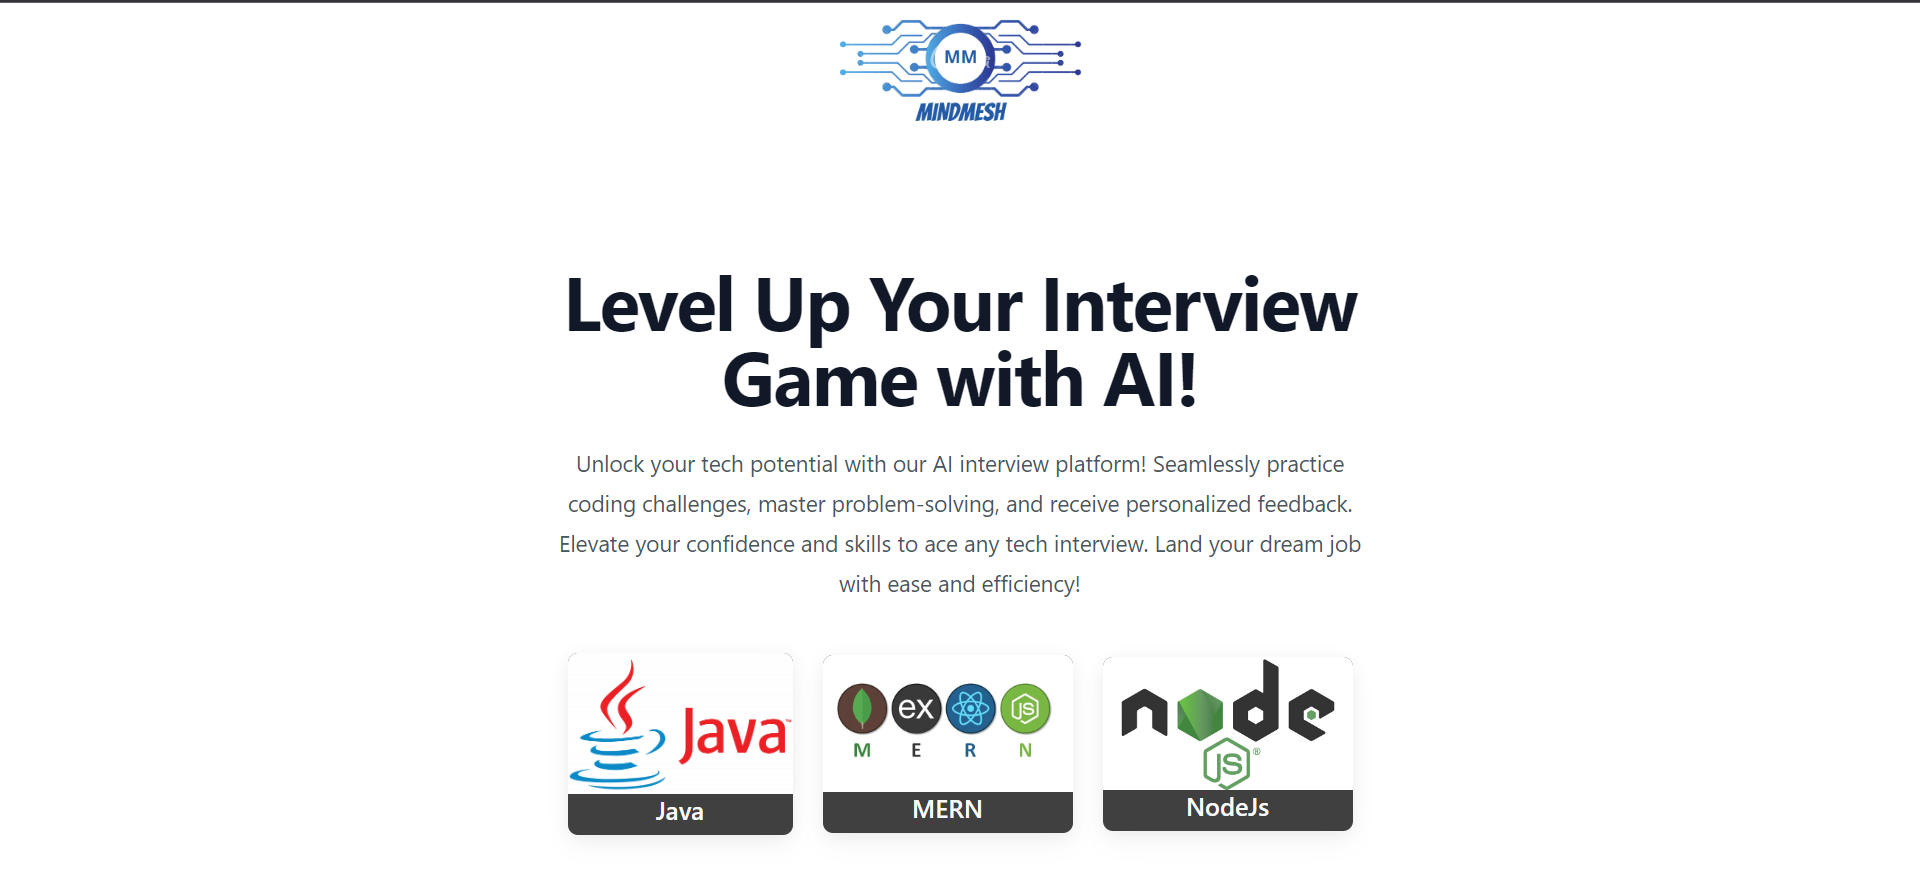 MM
MINDMESH
Level Up Your Interview
Game with AI!
Unlock your tech potential with our AI interview platform! Seamlessly practice
coding challenges, master problem-solving, and receive personalized feedback.
Elevate your confidence and skills to ace any tech interview. Land your dream job
with ease and efficiency!
Java™
Java
ex JS
M E R N
MERN
node
JS®
NodeJs